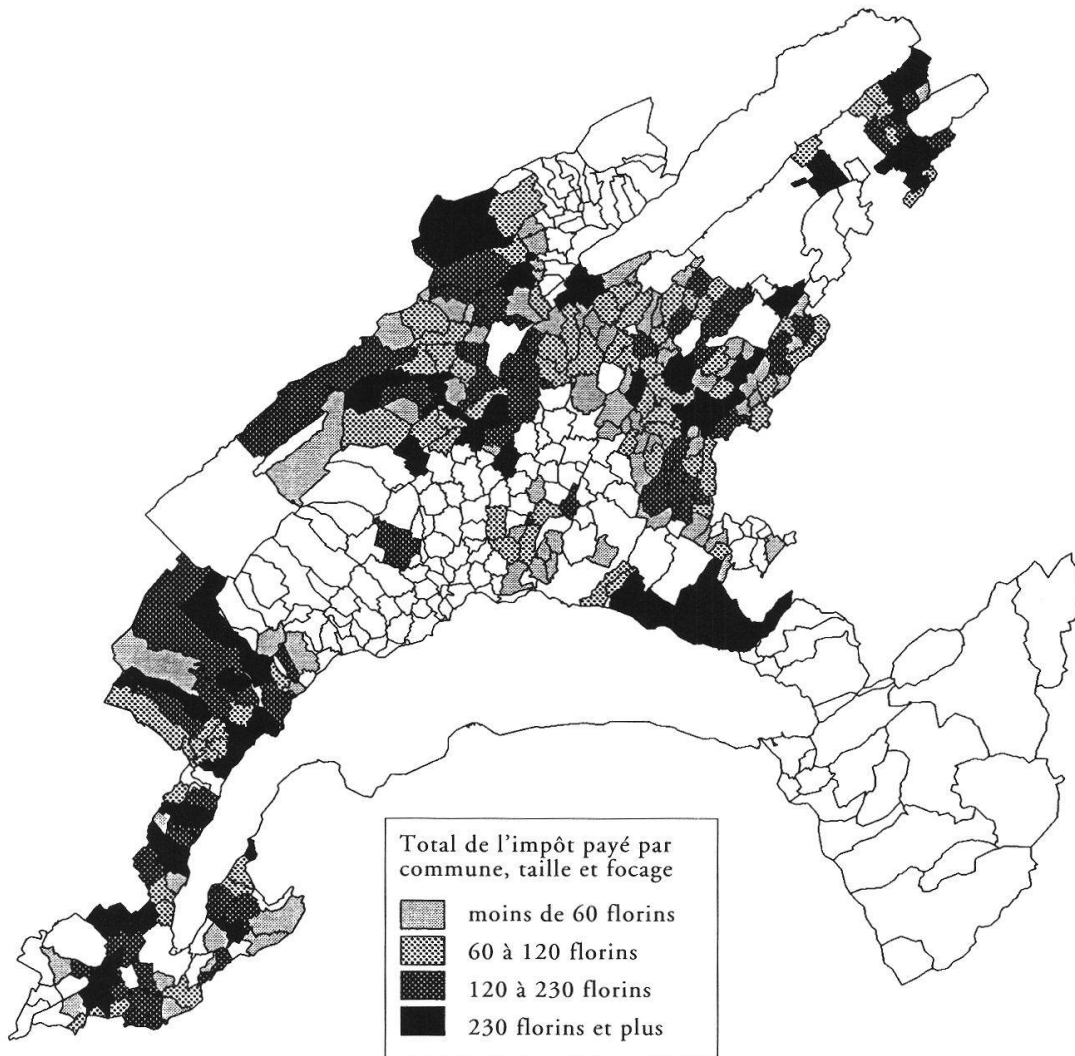 Total de l'impôt payé par
commune, taille et focage
moins de 60 florins
60 à 120 florins
120 à 230 florins
230 florins et plus